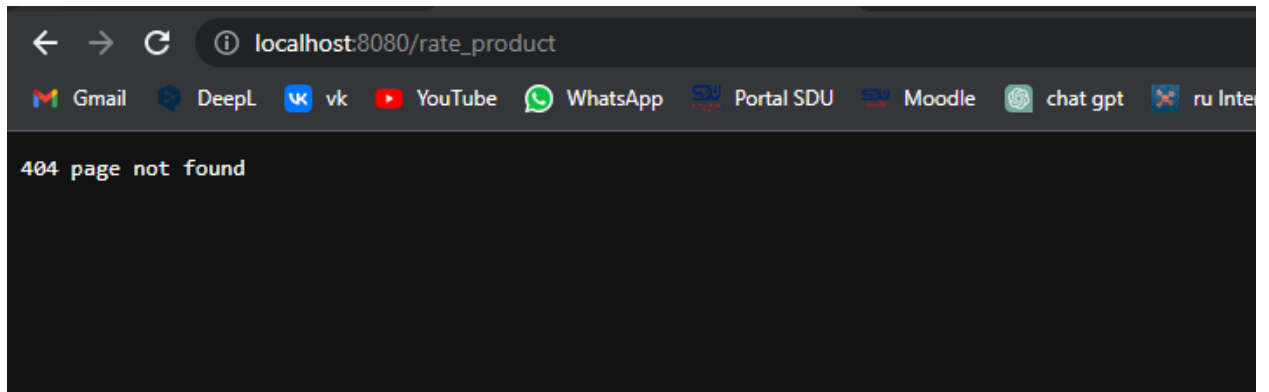 localhost:8080/rate_product
Gmail DeepL vk YouTube WhatsApp Portal SDU Moodle chat gpt ru Inter
404 page not found